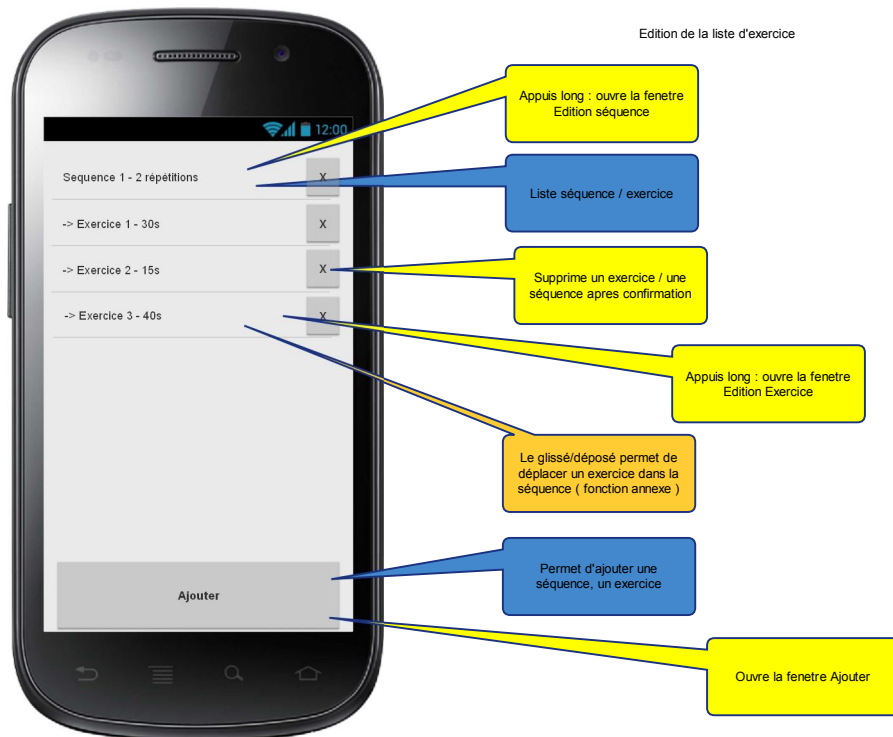 Edition de la liste d'exercice
Appuis long : ouvre la fenetre
Edition séquence
12:00
Sequence 1 - 2 répétitions
X
Liste séquence / exercice
-> Exercice 1 - 30s
X
-> Exercice 2 - 15s
X
Supprime un exercice / une
séquence apres confirmation
-> Exercice 3 - 40s
X
Appuis long : ouvre la fenetre
Edition Exercice
Le glissé/déposé permet de
déplacer un exercice dans la
séquence ( fonction annexe )
Ajouter
Permet d'ajouter une
séquence, un exercice
Ouvre la fenetre Ajouter